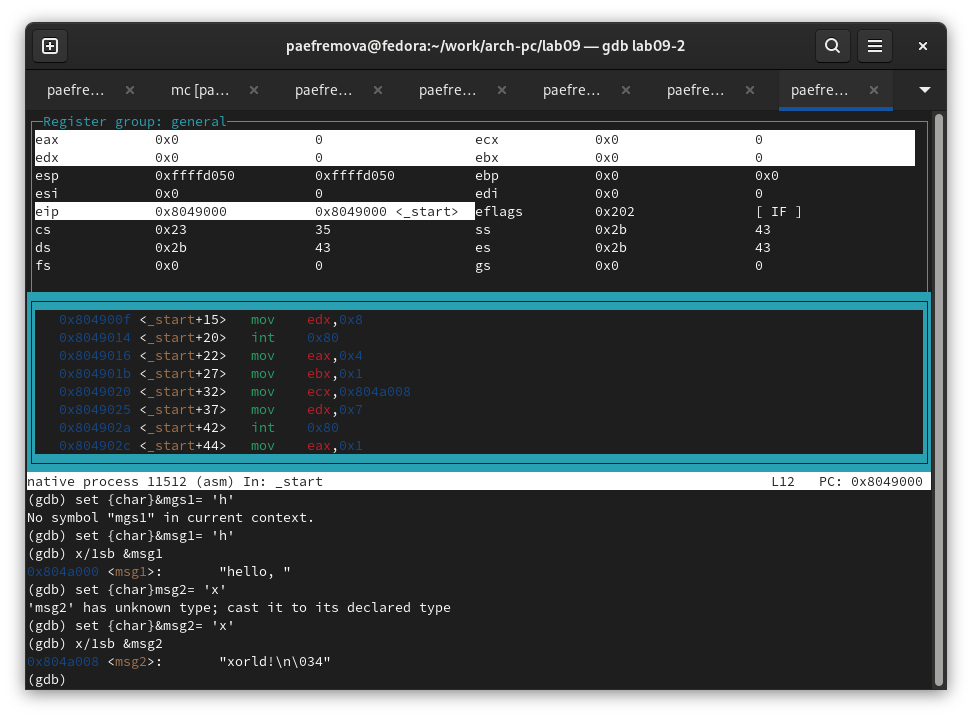 paefremova@fedora:~/work/arch-pc/lab09 — gdb lab09-2
paefre... × mc [pa... × paefre... × paefre... × paefre... × paefre... × paefre... ×
Register group: general
eax 0x0 0 ecx 0x0 0
edx 0x0 0 ebx 0x0 0
esp 0xffffd050 0xffffd050 ebp 0x0 0x0
esi 0x0 0 edi 0x0 0
eip 0x8049000 0x8049000 <_start> eflags 0x202 [ IF ]
cs 0x23 35 ss 0x2b 43
ds 0x2b 43 es 0x2b 43
fs 0x0 0 gs 0x0 0
0x804900f <_start+15> mov edx,0x8
0x8049014 <_start+20> int 0x80
0x8049016 <_start+22> mov eax,0x4
0x804901b <_start+27> mov ebx,0x1
0x8049020 <_start+32> mov ecx,0x804a008
0x8049025 <_start+37> mov edx,0x7
0x804902a <_start+42> int 0x80
0x804902c <_start+44> mov eax,0x1
native process 11512 (asm) In: _start L12 PC: 0x8049000
(gdb) set {char}&mgs1= 'h'
No symbol "mgs1" in current context.
(gdb) set {char}&msg1= 'h'
(gdb) x/1sb &msg1
0x804a000 <msg1>: "hello, "
(gdb) set {char}msg2= 'x'
'msg2' has unknown type; cast it to its declared type
(gdb) set {char}&msg2= 'x'
(gdb) x/1sb &msg2
0x804a008 <msg2>: "xorld!\n\034"
(gdb)